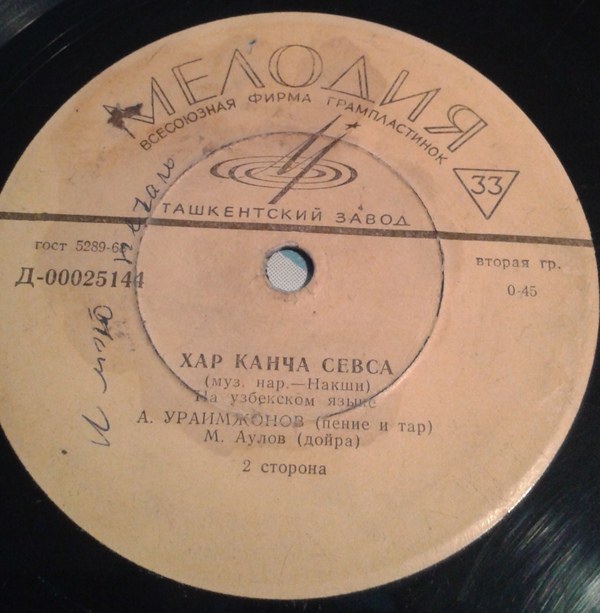 МЕЛОДИЯ
ВСЕСОЮЗНАЯ ФИРМА ГРАМПЛАСТИНОК
33
ТАШКЕНТСКИЙ ЗАВОД
гост 5289-68
Д-00025144
вторая гр.
0-45
ХАР КАНЧА СЕВСА
(муз. нар.—Накши)
На узбекском языке
А. УРАИМЖОНОВ (пение и тар)
М. Аулов (дойра)
2 сторона